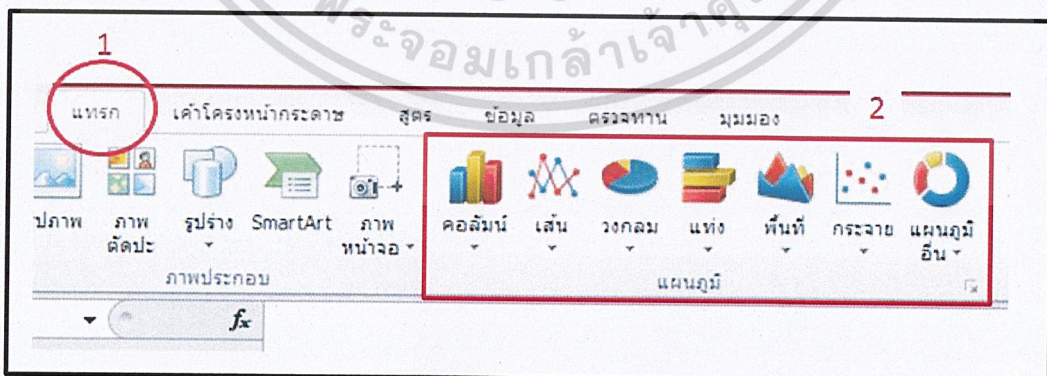 พระจอมเกล้าเจ้าคุ
1
2
แทรก เค้าโครงหน้ากระดาษ สูตร ข้อมูล ตรวจทาน มุมมอง
ปภาพ ภาพตัดปะ รูปร่าง SmartArt ภาพหน้าจอ คอลัมน์ เส้น วงกลม แท่ง พื้นที่ กระจาย แผนภูมิอื่น
ภาพประกอบ แผนภูมิ
fx